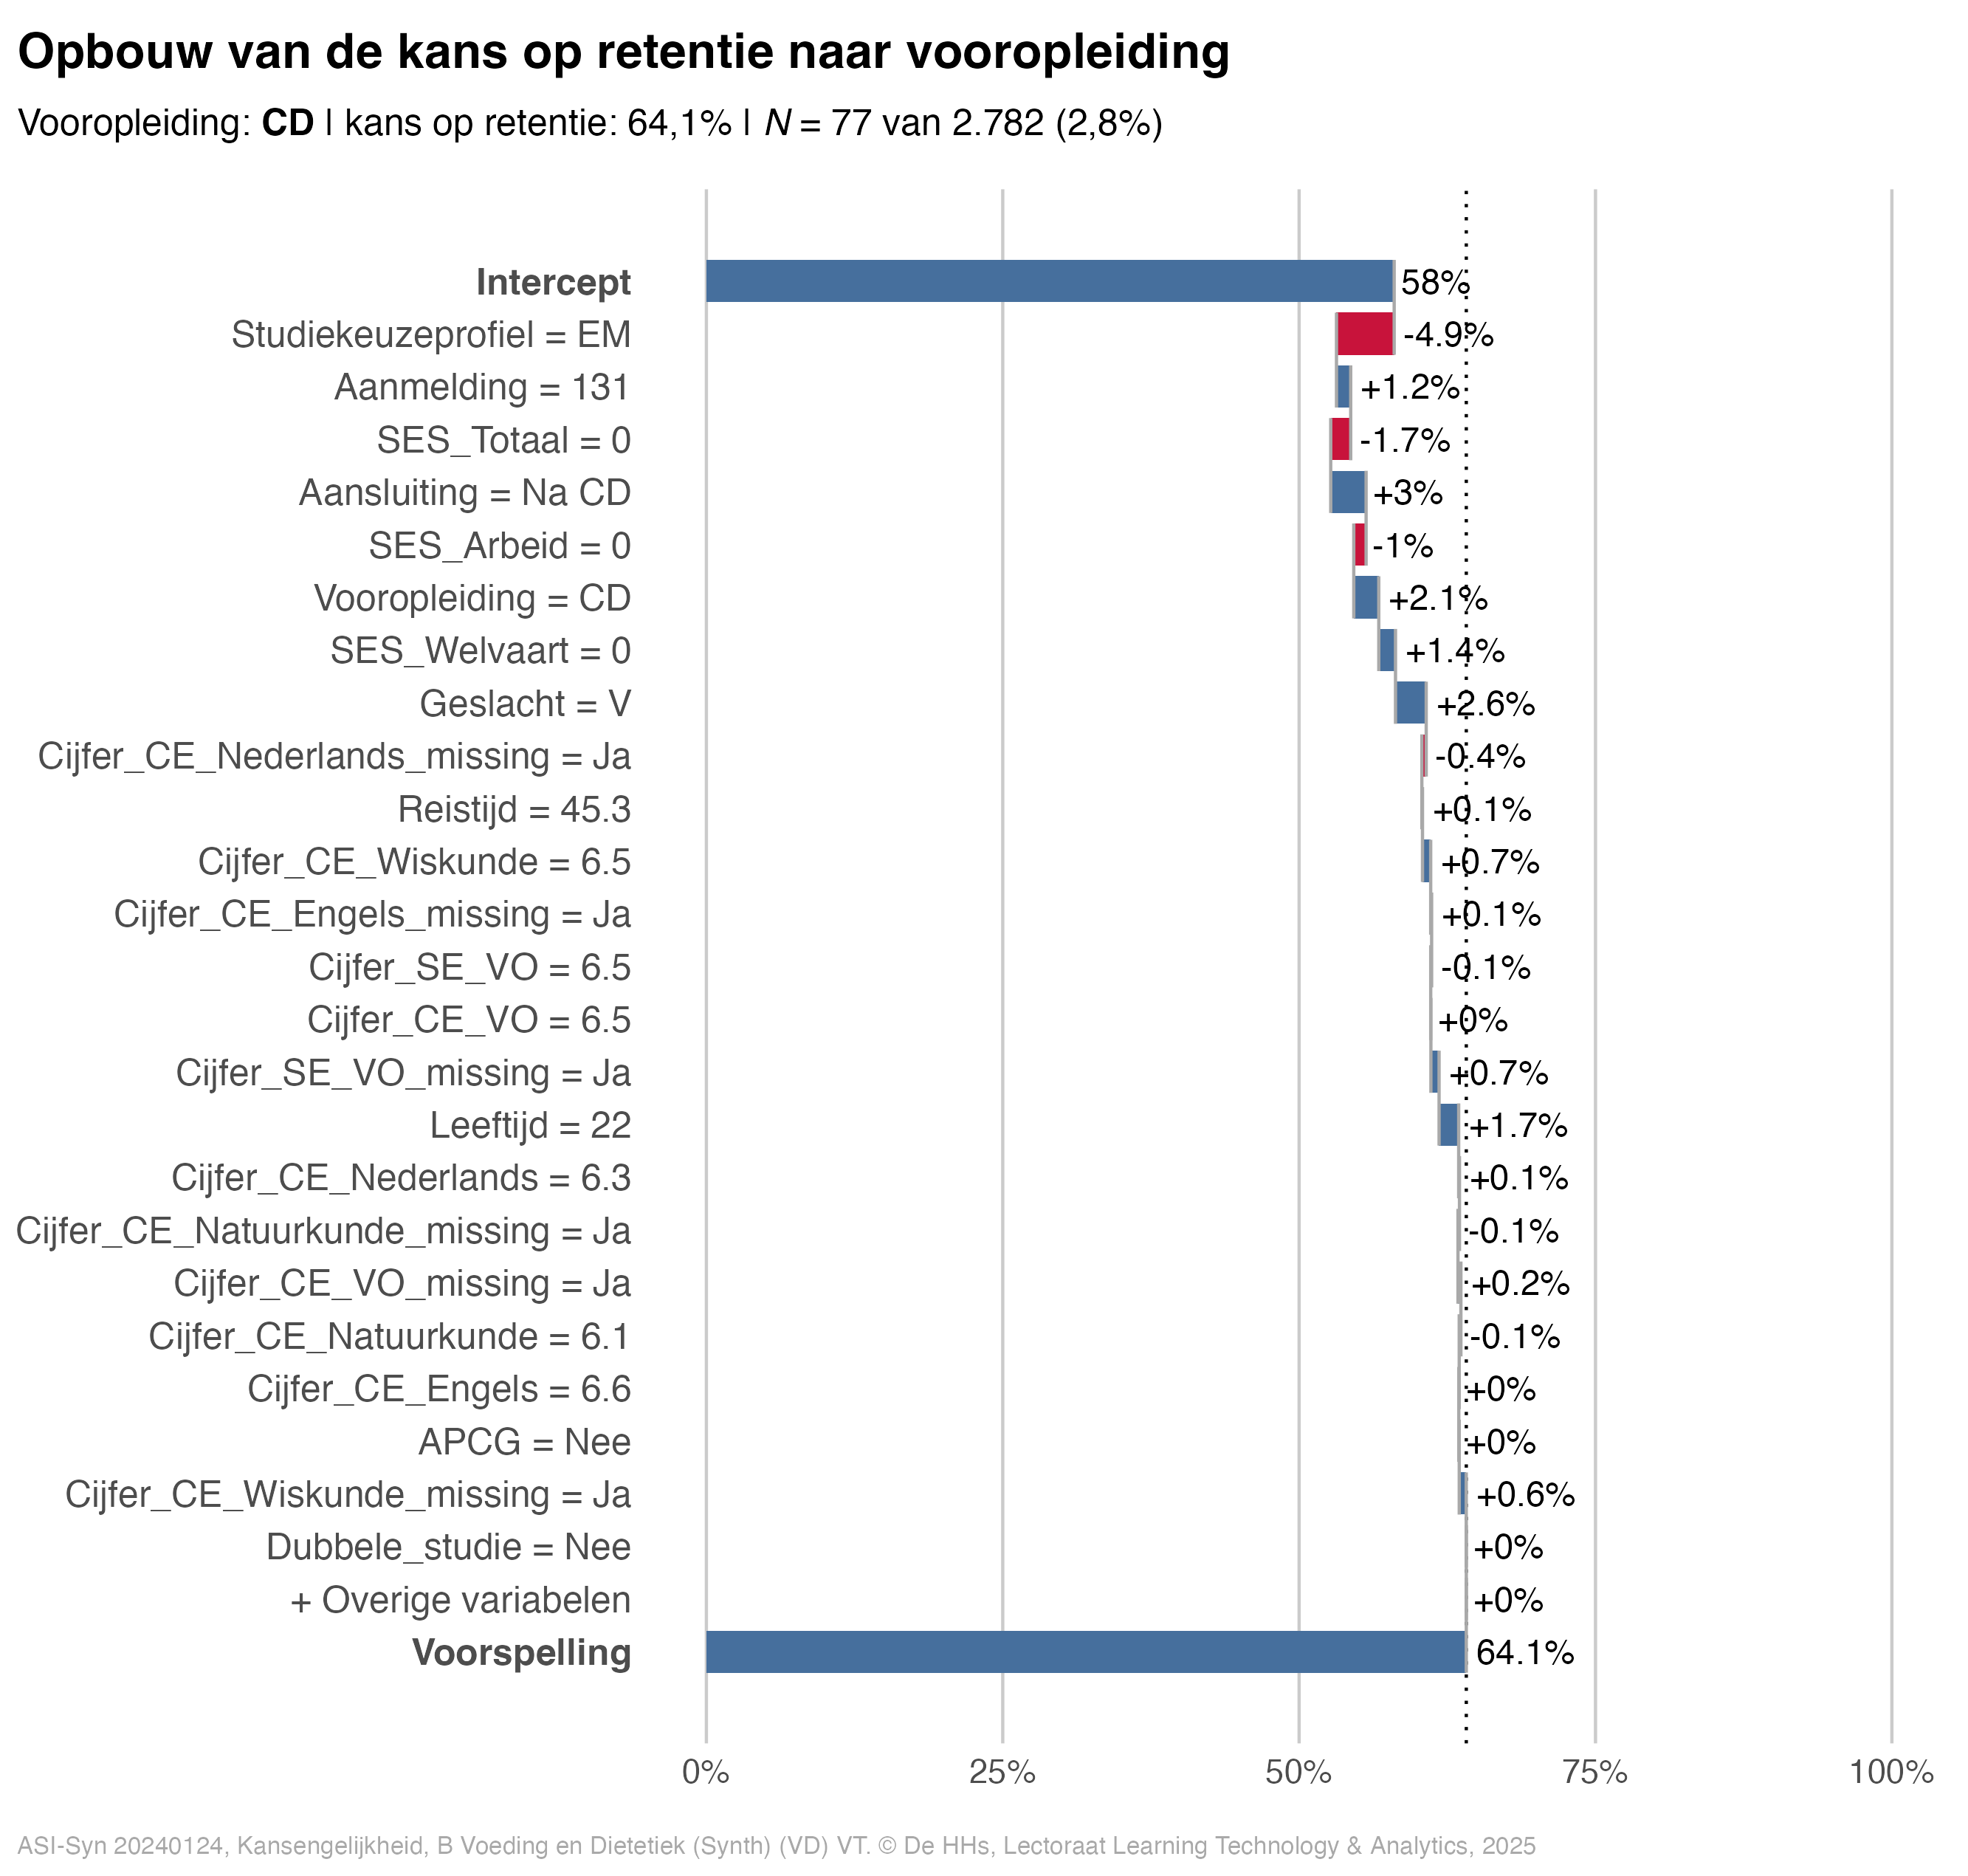 Opbouw van de kans op retentie naar vooropleiding
Vooropleiding: CD | kans op retentie: 64,1% | N = 77 van 2.782 (2,8%)
Intercept 58%
Studiekeuzeprofiel = EM -4.9%
Aanmelding = 131 +1.2%
SES_Totaal = 0 -1.7%
Aansluiting = Na CD +3%
SES_Arbeid = 0 -1%
Vooropleiding = CD +2.1%
SES_Welvaart = 0 +1.4%
Geslacht = V +2.6%
Cijfer_CE_Nederlands_missing = Ja -0.4%
Reistijd = 45.3 +0.1%
Cijfer_CE_Wiskunde = 6.5 +0.7%
Cijfer_CE_Engels_missing = Ja +0.1%
Cijfer_SE_VO = 6.5 -0.1%
Cijfer_CE_VO = 6.5 +0%
Cijfer_SE_VO_missing = Ja +0.7%
Leeftijd = 22 +1.7%
Cijfer_CE_Nederlands = 6.3 +0.1%
Cijfer_CE_Natuurkunde_missing = Ja -0.1%
Cijfer_CE_VO_missing = Ja +0.2%
Cijfer_CE_Natuurkunde = 6.1 -0.1%
Cijfer_CE_Engels = 6.6 +0%
APCG = Nee +0%
Cijfer_CE_Wiskunde_missing = Ja +0.6%
Dubbele_studie = Nee +0%
+ Overige variabelen +0%
Voorspelling 64.1%
0% 25% 50% 75% 100%
ASI-Syn 20240124, Kansengelijkheid, B Voeding en Dietetiek (Synth) (VD) VT. © De HHs, Lectoraat Learning Technology & Analytics, 2025